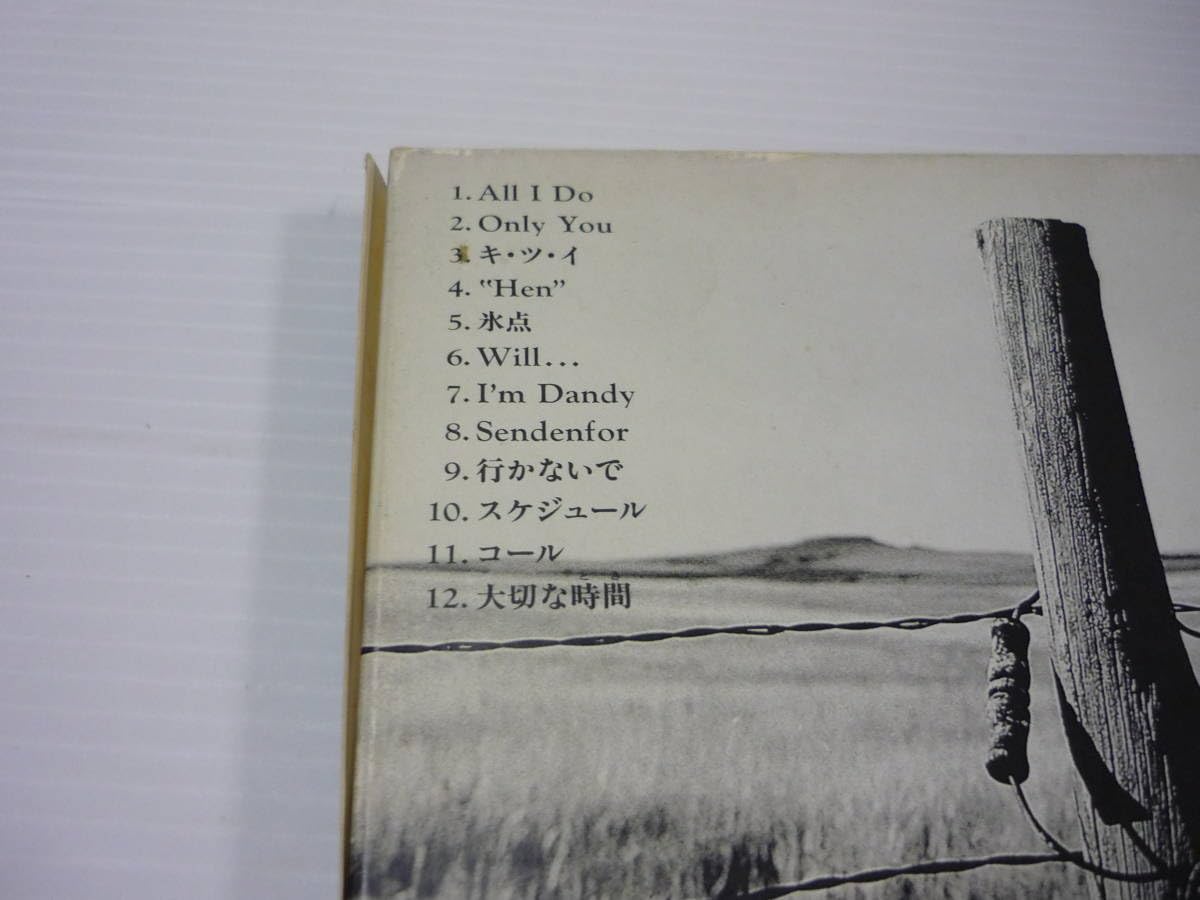 1. All I Do
2. Only You
3. キ・ツ・イ
4. "Hen"
5. 氷点
6. Will...
7. I'm Dandy
8. Sendenfor
9. 行かないで
10. スケジュール
11. コール
とき
12. 大切な時間